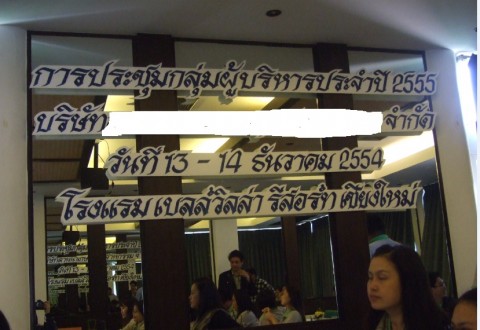 การประชุมกลุ่มผู้บริหารประจำปี 2555
บริษัท จำกัด
วันที่ 13 - 14 ธันวาคม 2554
โรงแรม เบลล์วิลล่า รีสอร์ท เชียงใหม่